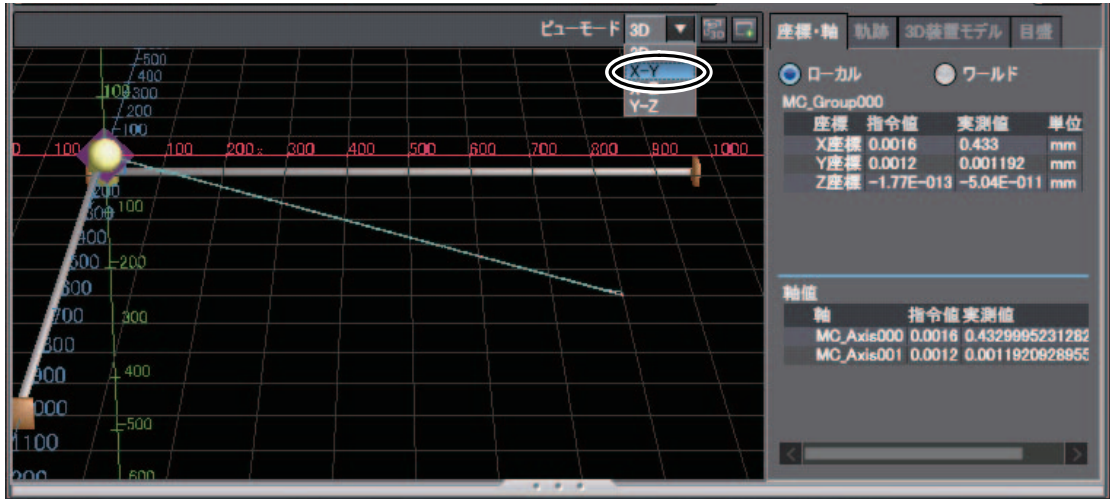 ビューモード 3D
3D
X-Y
Y-Z
座標・軸 軌跡 3D装置モデル 目盛
ローカル ワールド
MC_Group000
座標 指令値 実測値 単位
X座標 0.0016 0.433 mm
Y座標 0.0012 0.001192 mm
Z座標 -1.77E-013 -5.04E-011 mm
軸値
軸 指令値 実測値
MC_Axis000 0.0016 0.4329995231282
MC_Axis001 0.0012 0.0011920928955
-500
400
100 300
200
-100
100 100 200 x 300 400 500 600 700 800 900 1000
200
300 100
400
500 -200
600
700 300
800
900 400
1000
-500
1100
600